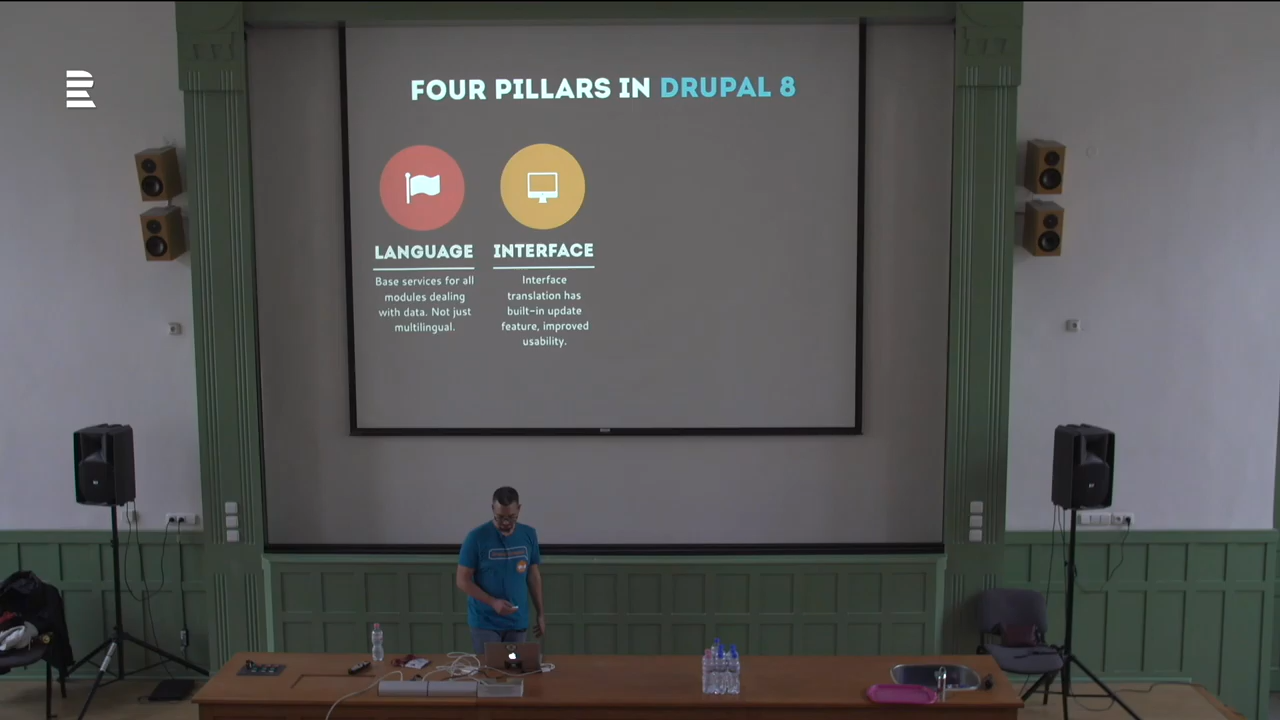 FOUR PILLARS IN DRUPAL 8
LANGUAGE
Base services for all
modules dealing
with data. Not just
multilingual.
INTERFACE
Interface
translation has
built-in update
feature, improved
usability.